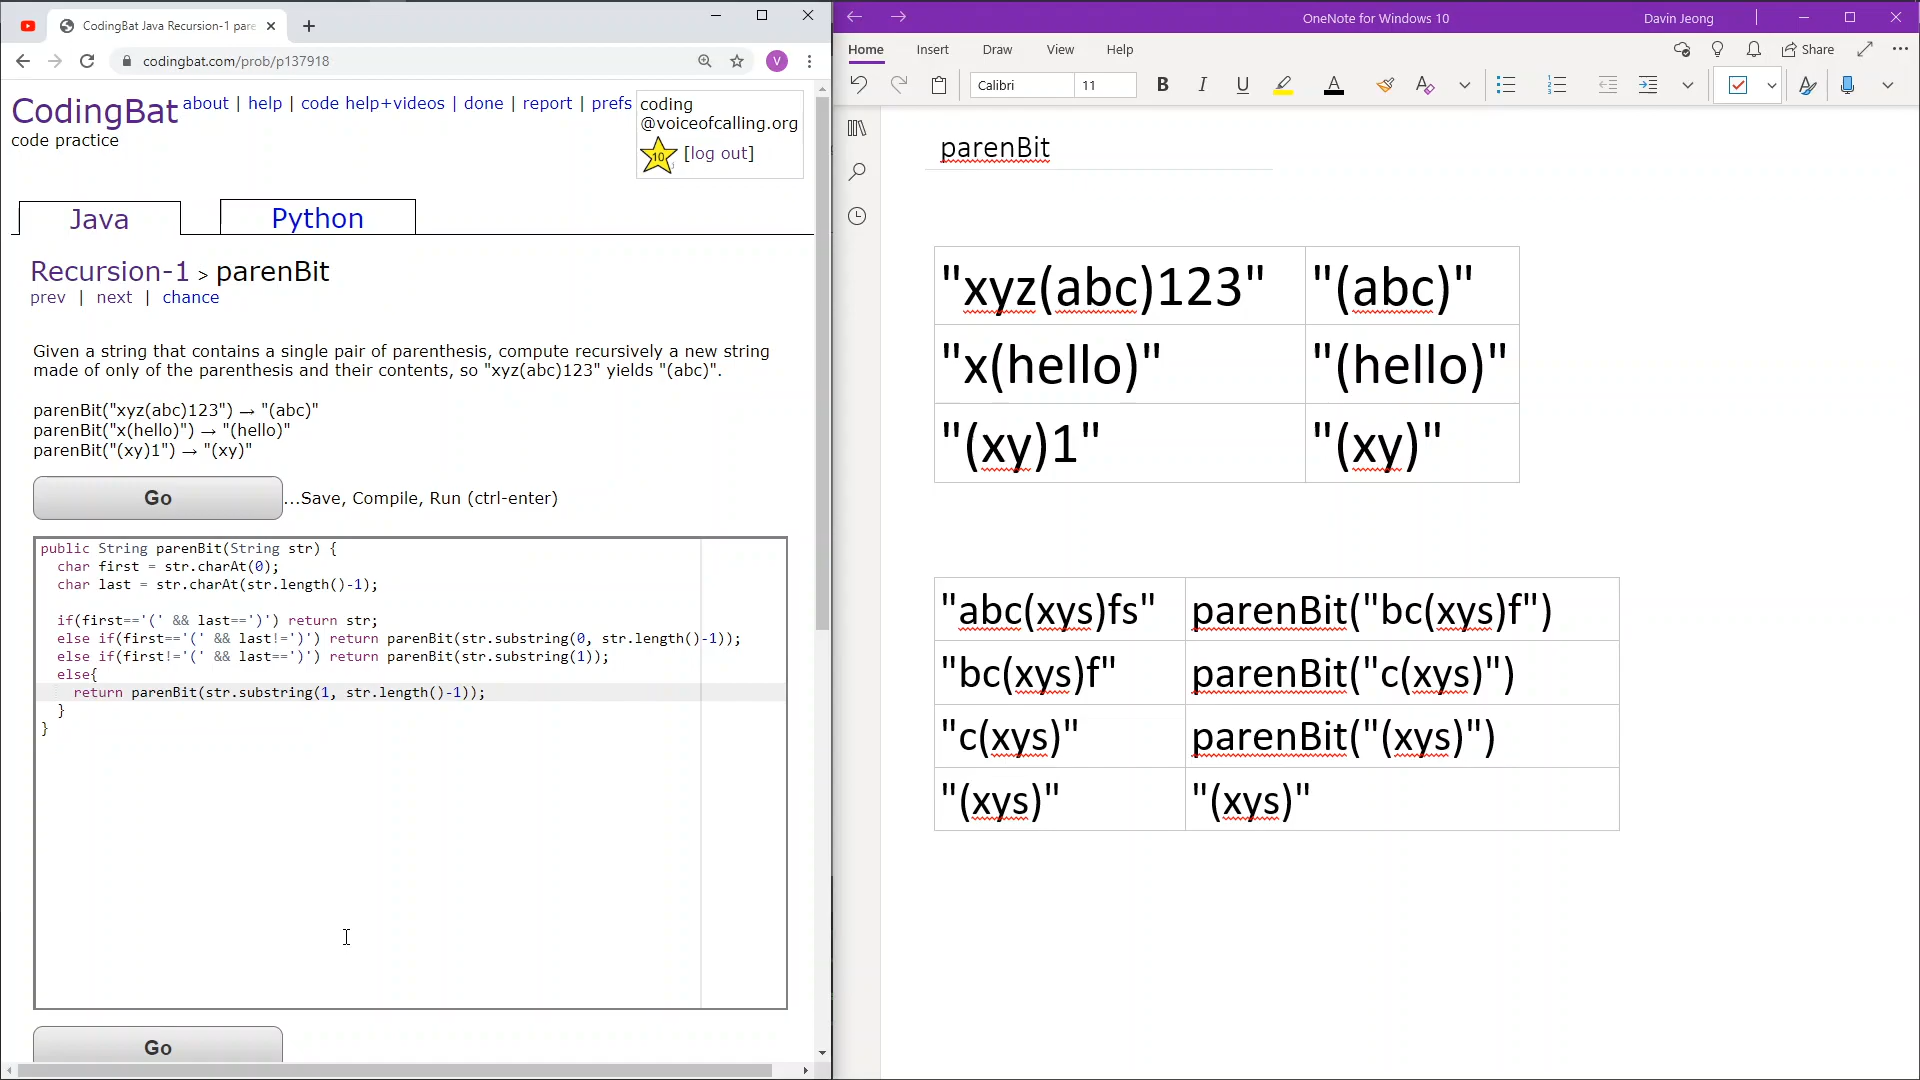 CodingBat Java Recursion-1 pare
codingbat.com/prob/p137918
V
CodingBat
code practice
about | help | code help+videos | done | report | prefs
coding
@voiceofcalling.org
10
[log out]
Java
Python
Recursion-1 > parenBit
prev | next | chance
Given a string that contains a single pair of parenthesis, compute recursively a new string
made of only of the parenthesis and their contents, so "xyz(abc)123" yields "(abc)".
parenBit("xyz(abc)123") → "(abc)"
parenBit("x(hello)") → "(hello)"
parenBit("(xy)1") → "(xy)"
Go
...Save, Compile, Run (ctrl-enter)
public String parenBit(String str) {
char first = str.charAt(0);
char last = str.charAt(str.length()-1);
if(first=='(' && last==')') return str;
else if(first=='(' && last!=')') return parenBit(str.substring(0, str.length()-1));
else if(first!='(' && last==')') return parenBit(str.substring(1));
else{
return parenBit(str.substring(1, str.length()-1));
}
}
Go
OneNote for Windows 10
Davin Jeong
Home Insert Draw View Help
Share
Calibri
11
B I U A
parenBit
"xyz(abc)123" "(abc)"
"x(hello)" "(hello)"
"(xy)1" "(xy)"
"abc(xys)fs" parenBit("bc(xys)f")
"bc(xys)f" parenBit("c(xys)")
"c(xys)" parenBit("(xys)")
"(xys)" "(xys)"